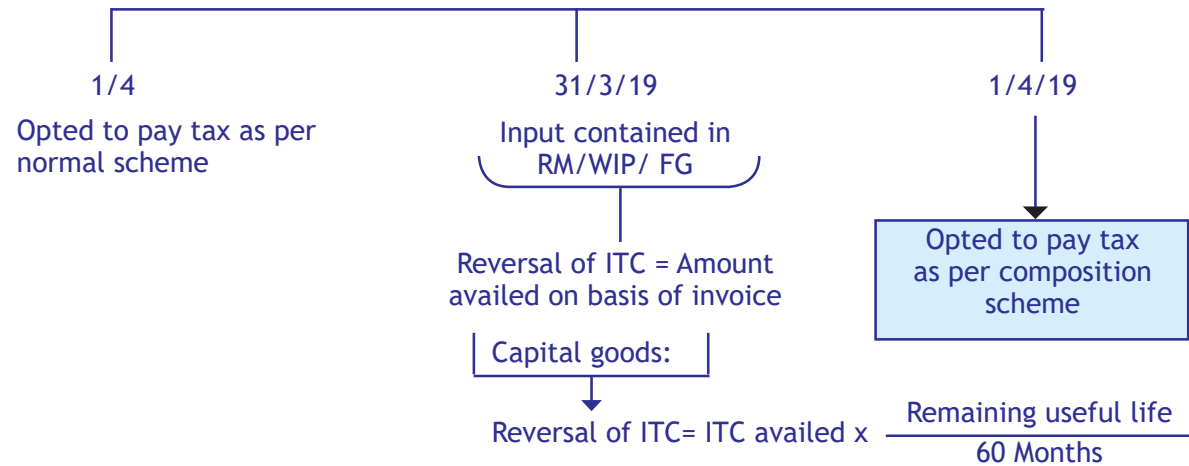 1/4
Opted to pay tax as per
normal scheme
31/3/19
Input contained in
RM/WIP/ FG
Reversal of ITC = Amount
availed on basis of invoice
Capital goods:
Reversal of ITC= ITC availed x
Remaining useful life
60 Months
1/4/19
Opted to pay tax
as per composition
scheme